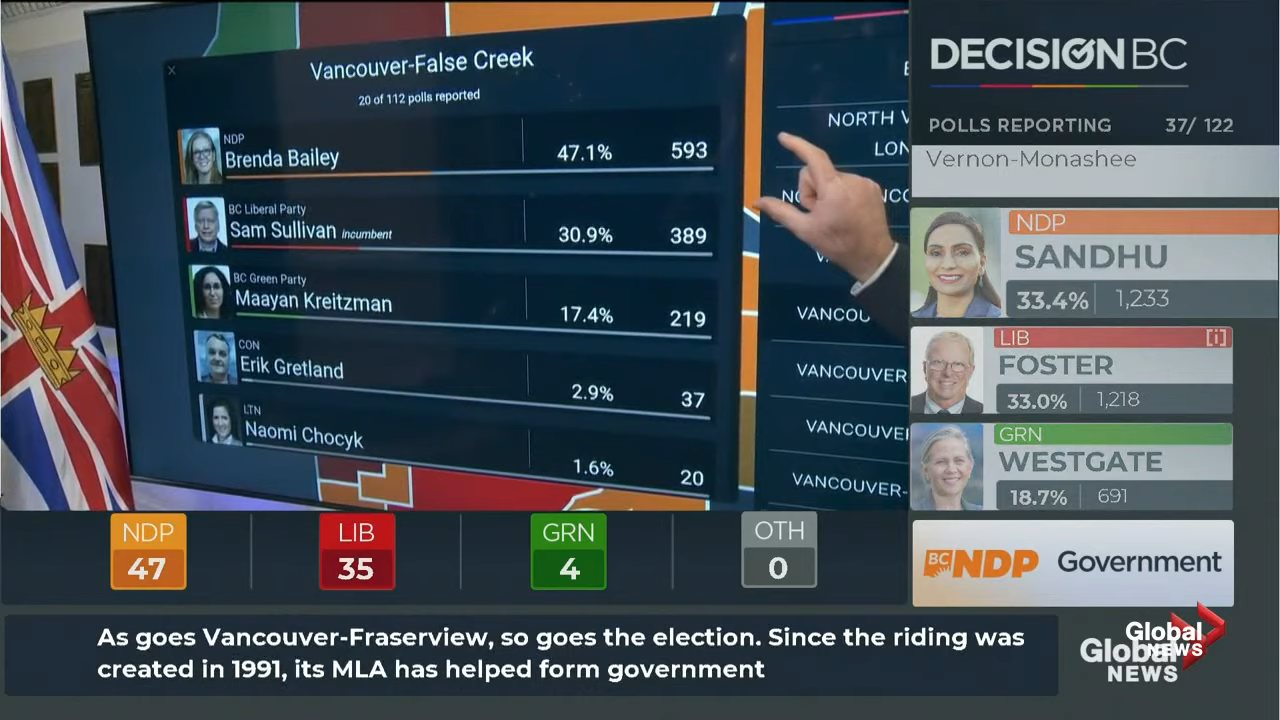 Vancouver-False Creek
20 of 112 polls reported
NDP
Brenda Bailey
47.1% 593
BC Liberal Party
Sam Sullivan Incumbent
30.9% 389
BC Green Party
Maayan Kreitzman
17.4% 219
CON
Erik Gretland
2.9% 37
LTN
Naomi Chocyk
1.6% 20
NORTH
VANCOU
VANCOUVER
VANCOUVE
VANCOUVER-
DECISION BC
POLLS REPORTING 37/ 122
Vernon-Monashee
NDP
SANDHU
33.4% 1,233
LIB [i]
FOSTER
33.0% 1,218
GRN
WESTGATE
18.7% 691
BC NDP Government
NDP
47
LIB
35
GRN
4
OTH
0
As goes Vancouver-Fraserview, so goes the election. Since the riding was
created in 1991, its MLA has helped form government
Global
NEWS
Global
NEWS